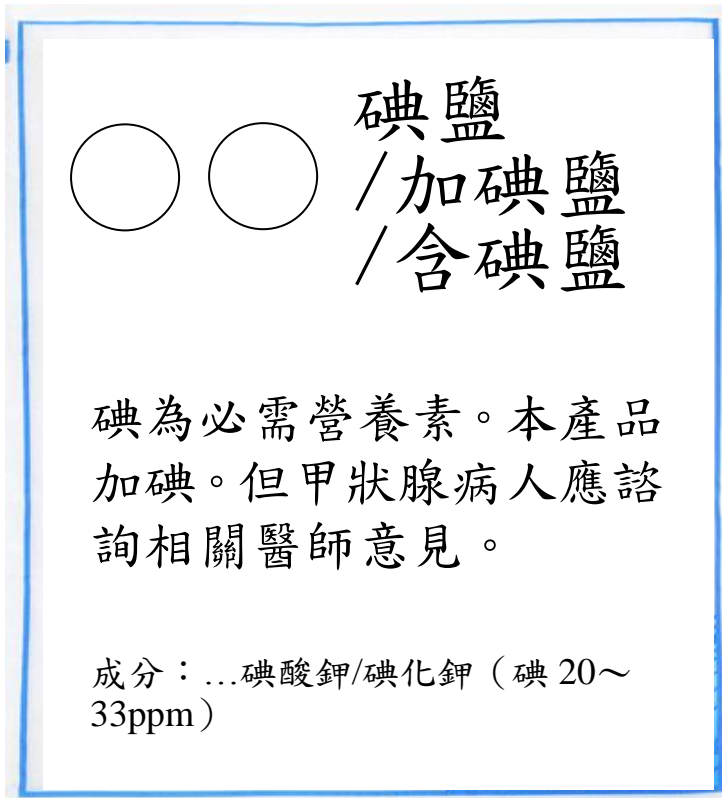 碘鹽
/加碘鹽
/含碘鹽
碘為必需營養素。本產品
加碘。但甲狀腺病人應諮
詢相關醫師意見。
成分：…碘酸鉀/碘化鉀（碘 20～
33ppm）